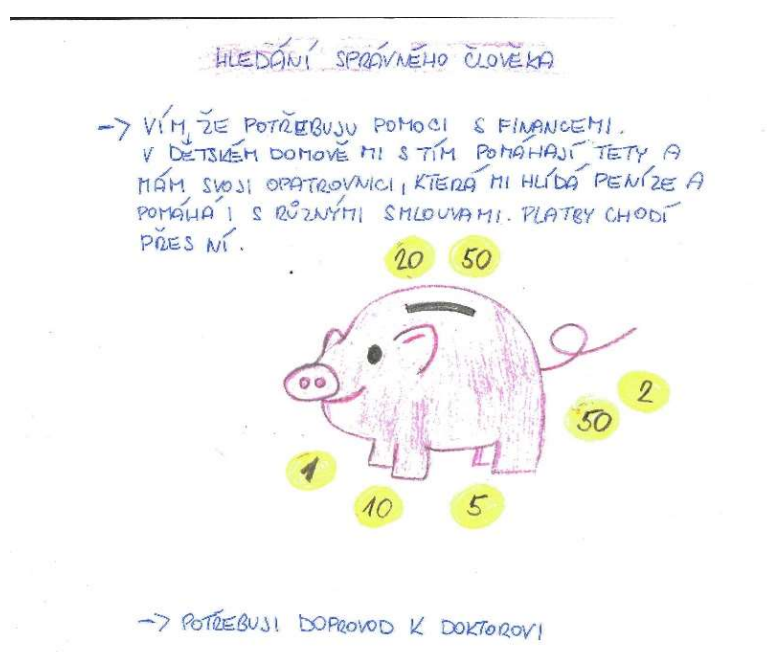 HLEDÁNÍ SPRÁVNÉHO ČLOVĚKA
-> VÍM, ŽE POTŘEBUJU POMOCI S FINANCEMI.
V DĚTSKÉM DOMOVĚ MI S TÍM POMÁHAJÍ TETY A
MÁM SVOJI OPATROVNICI, KTERÁ MI HLÍDÁ PENÍZE A
POMÁHÁ I S RŮZNÝMI SMLOUVAMI. PLATBY CHODÍ
PŘES NÍ.
20 50
2
50
1
10 5
-> POTŘEBUJI DOPROVOD K DOKTOROVI